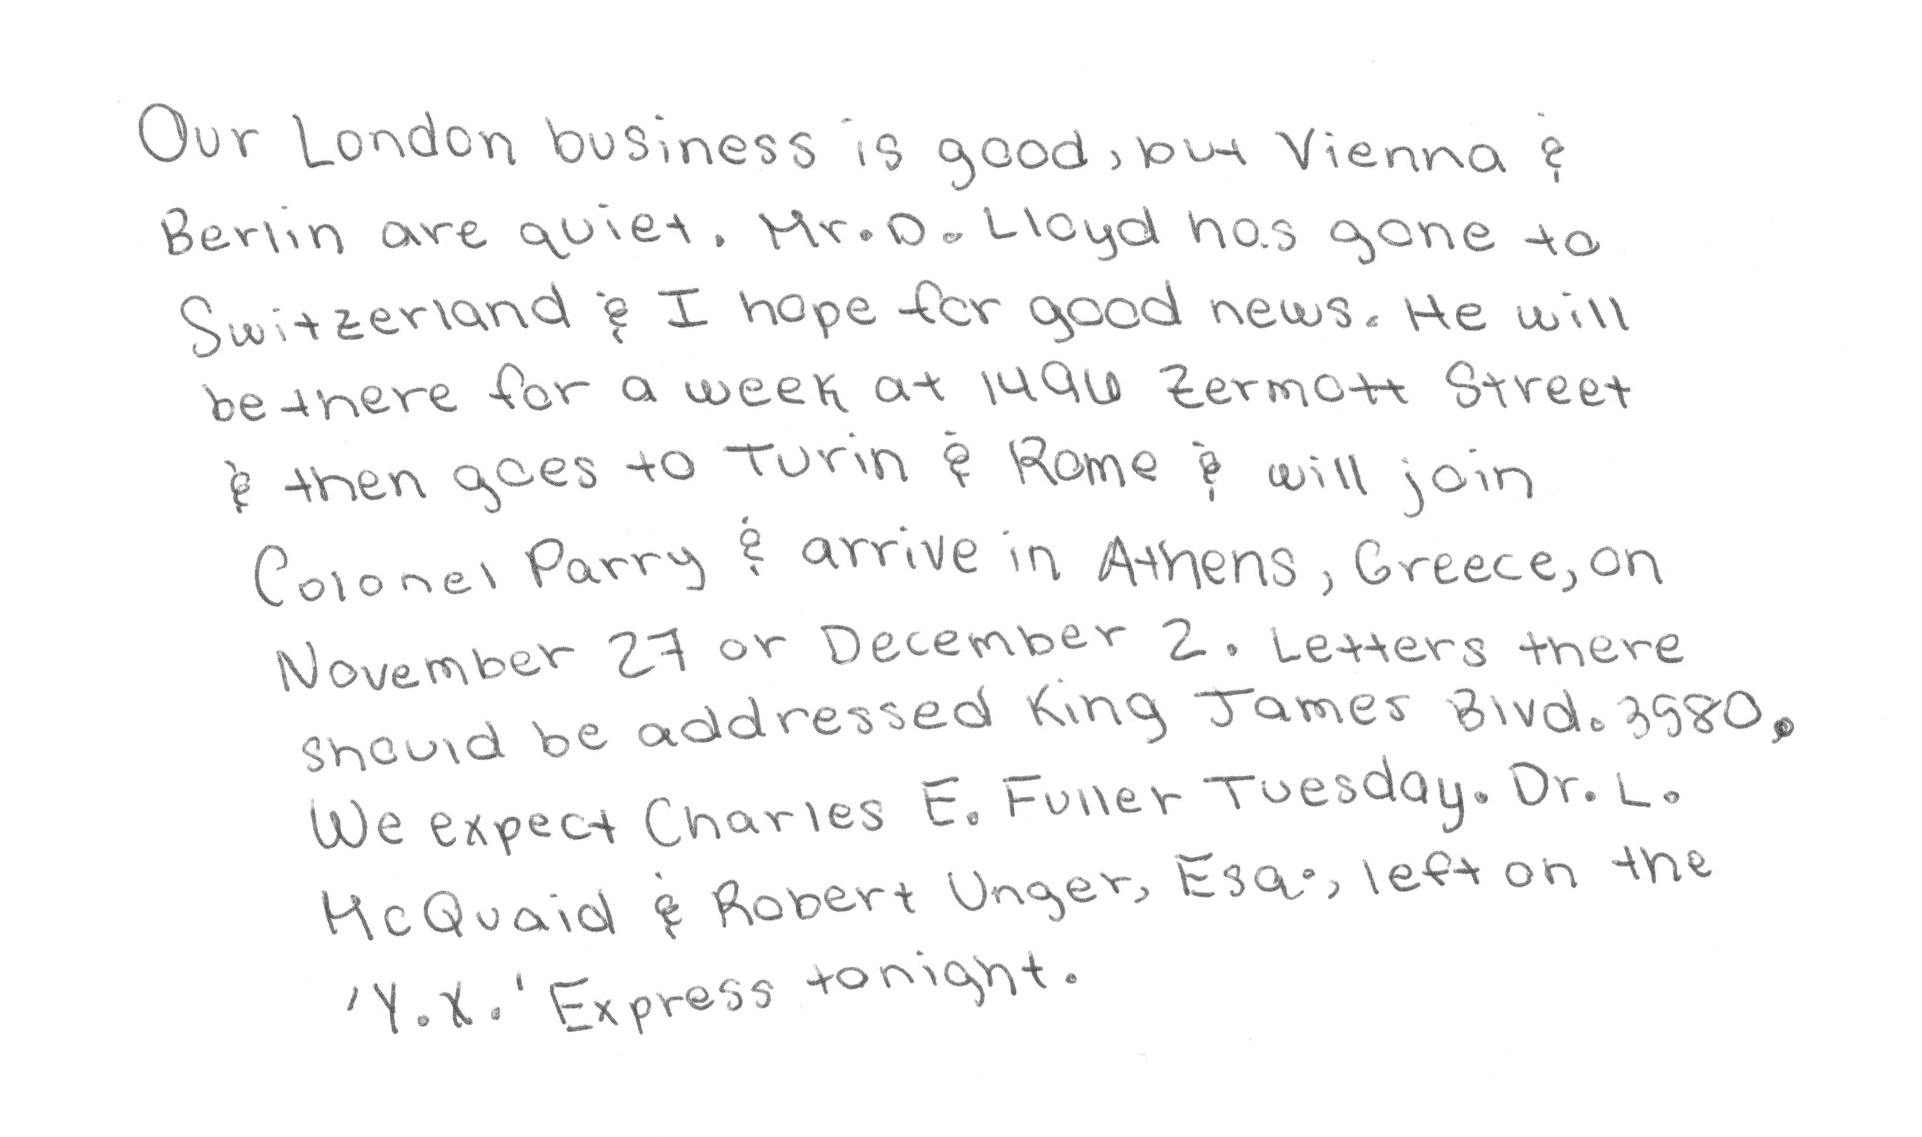 Our London business is good, but Vienna &
Berlin are quiet. Mr. D. Lloyd has gone to
Switzerland & I hope for good news. He will
be there for a week at 1496 Zermott Street
& then goes to Turin & Rome & will join
Colonel Parry & arrive in Athens, Greece, on
November 27 or December 2. Letters there
should be addressed King James Blvd. 3980.
We expect Charles E. Fuller Tuesday. Dr. L.
McQuaid & Robert Unger, Esq., left on the
'Y.X.' Express tonight.